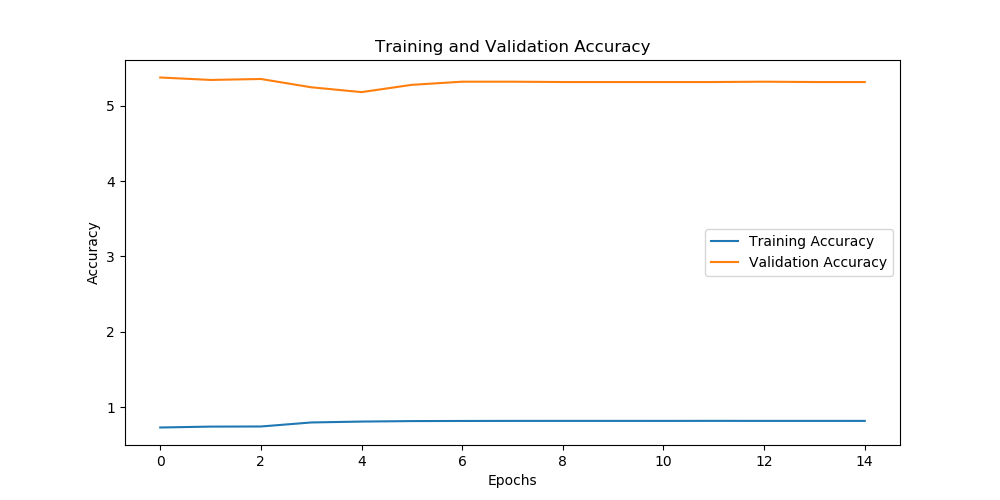 Training and Validation Accuracy
5
4
3
2
1
Accuracy
Training Accuracy
Validation Accuracy
0 2 4 6 8 10 12 14
Epochs